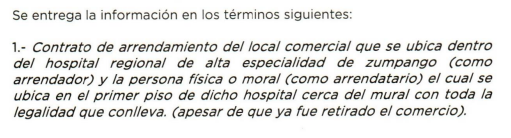 Se entrega la información en los términos siguientes:
1.- Contrato de arrendamiento del local comercial que se ubica dentro
del hospital regional de alta especialidad de zumpango (como
arrendador) y la persona física o moral (como arrendatario) el cual se
ubica en el primer piso de dicho hospital cerca del mural con toda la
legalidad que conlleva. (apesar de que ya fue retirado el comercio).